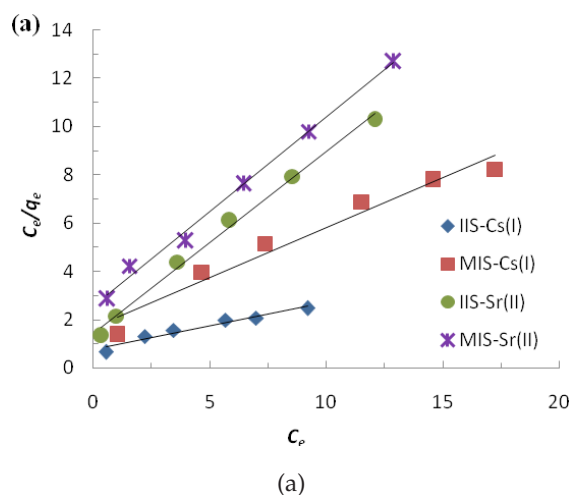 (a)
14
12
10
8
6
4
2
0
Ce/qe
0 5 10 15 20
Ce
IIS-Cs(I)
MIS-Cs(I)
IIS-Sr(II)
MIS-Sr(II)
(a)